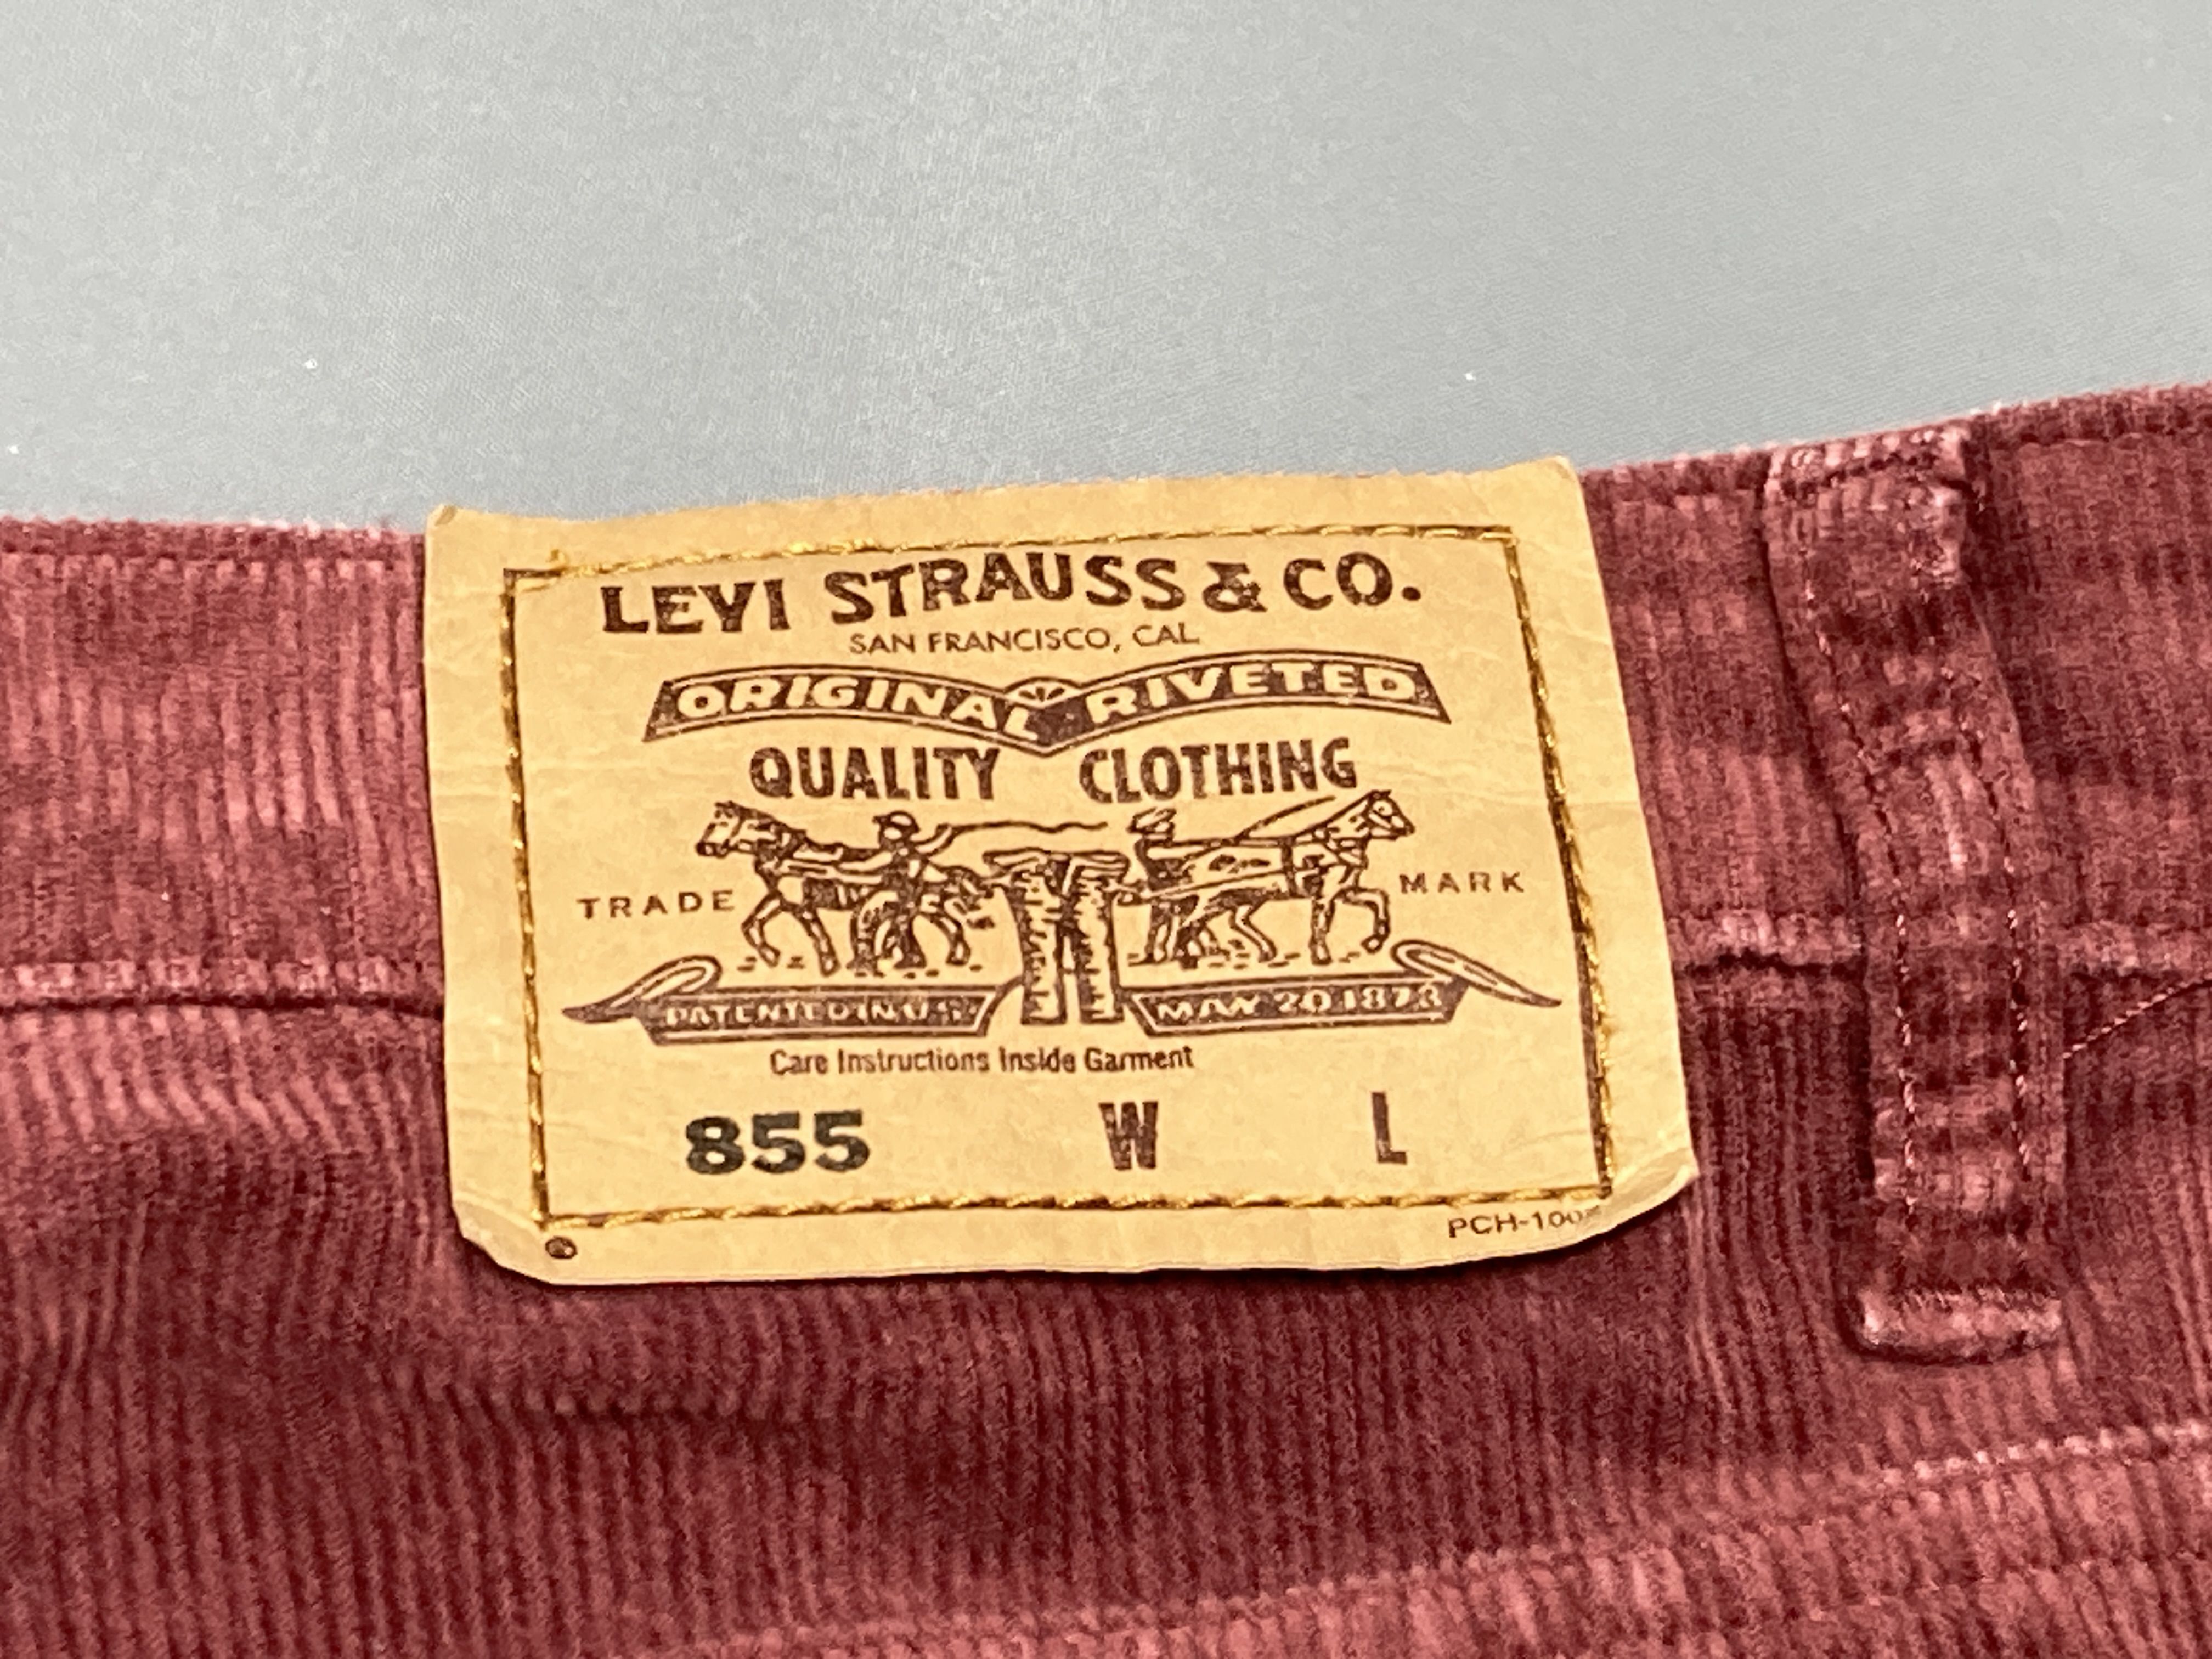 LEVI STRAUSS & CO.
SAN FRANCISCO, CAL
ORIGINAL RIVETED
QUALITY CLOTHING
TRADE MARK
PATENTED IN U.S. MAY 20 1873
Care Instructions Inside Garment
855 W L
®